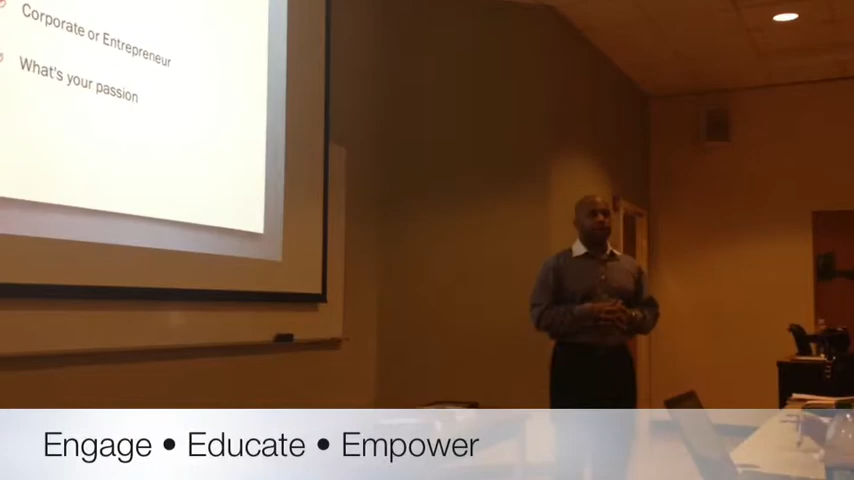 Corporate or Entrepreneur
What's your passion
Engage • Educate • Empower